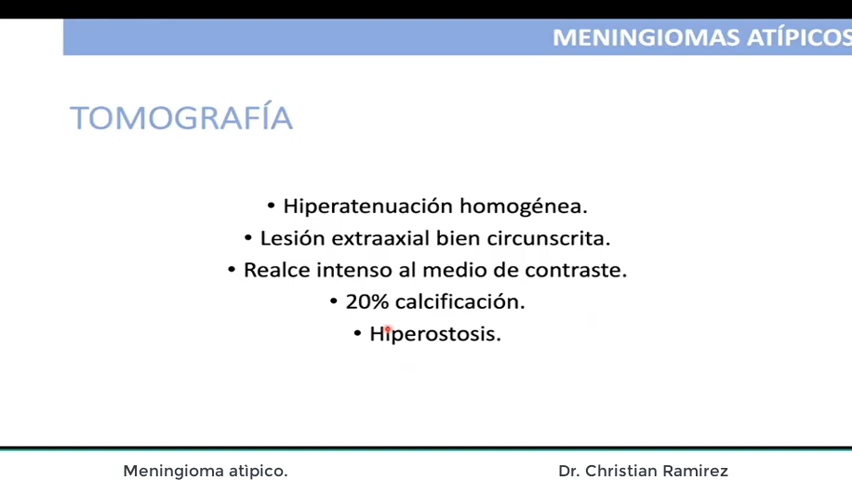 MENINGIOMAS ATÍPICOS
TOMOGRAFÍA
• Hiperatenuación homogénea.
• Lesión extraaxial bien circunscrita.
• Realce intenso al medio de contraste.
• 20% calcificación.
• Hiperostosis.
Meningioma atìpico.
Dr. Christian Ramirez